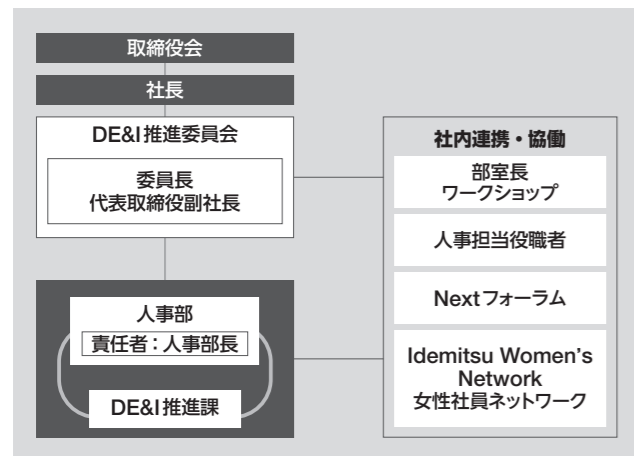 取締役会
社長
DE&I推進委員会
委員長
代表取締役副社長
人事部
責任者：人事部長
DE&I推進課
社内連携・協働
部室長
ワークショップ
人事担当役職者
Nextフォーラム
Idemitsu Women's
Network
女性社員ネットワーク